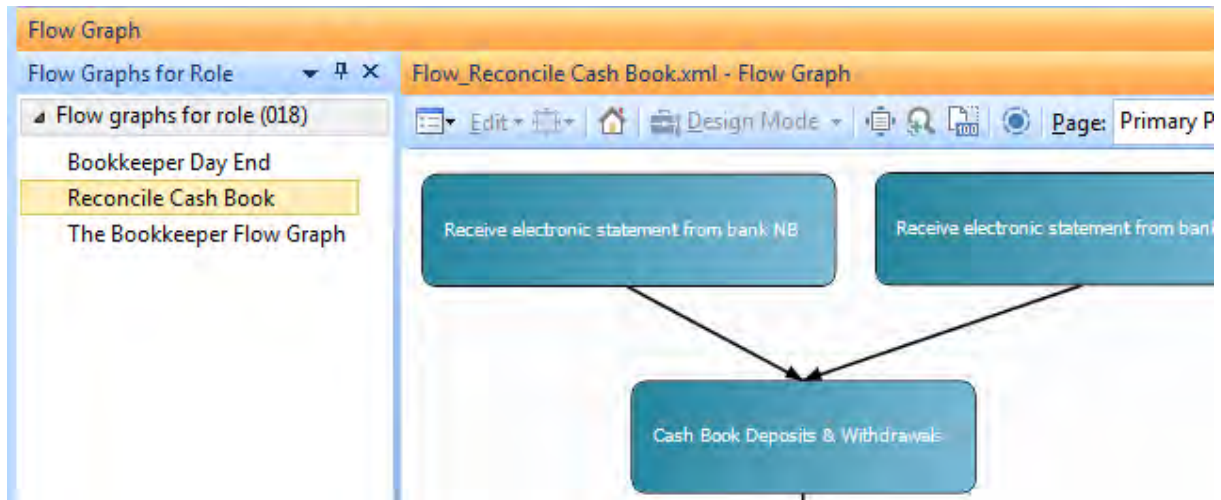 Flow Graph
Flow Graphs for Role
Flow graphs for role (018)
Bookkeeper Day End
Reconcile Cash Book
The Bookkeeper Flow Graph
Flow_Reconcile Cash Book.xml - Flow Graph
Edit
Design Mode
100
Page: Primary P
Receive electronic statement from bank NB
Receive electronic statement from bank
Cash Book Deposits & Withdrawals